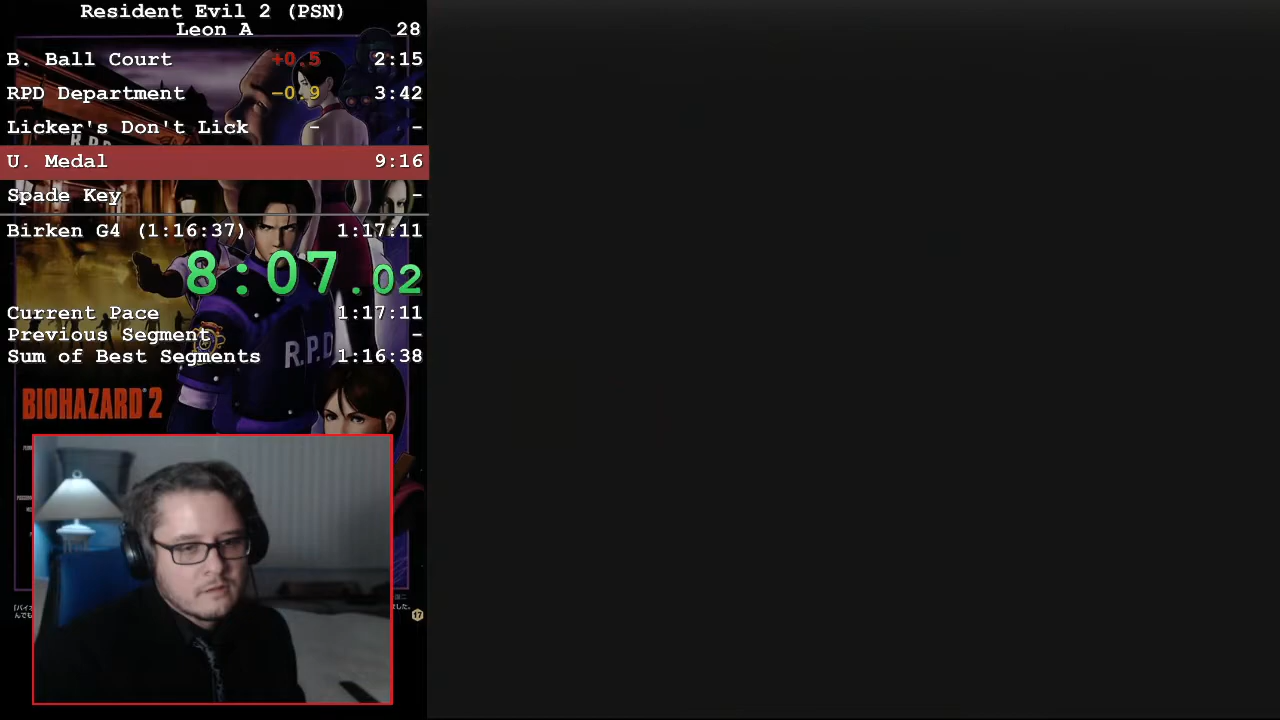 Resident Evil 2 (PSN)
Leon A 28
B. Ball Court +0.5 2:15
RPD Department −0.9 3:42
Licker's Don't Lick - -
U. Medal 9:16
Spade Key -
Birken G4 (1:16:37) 1:17:11
8:07.02
Current Pace 1:17:11
Previous Segment -
Sum of Best Segments 1:16:38
R.P.D
BIOHAZARD 2
17